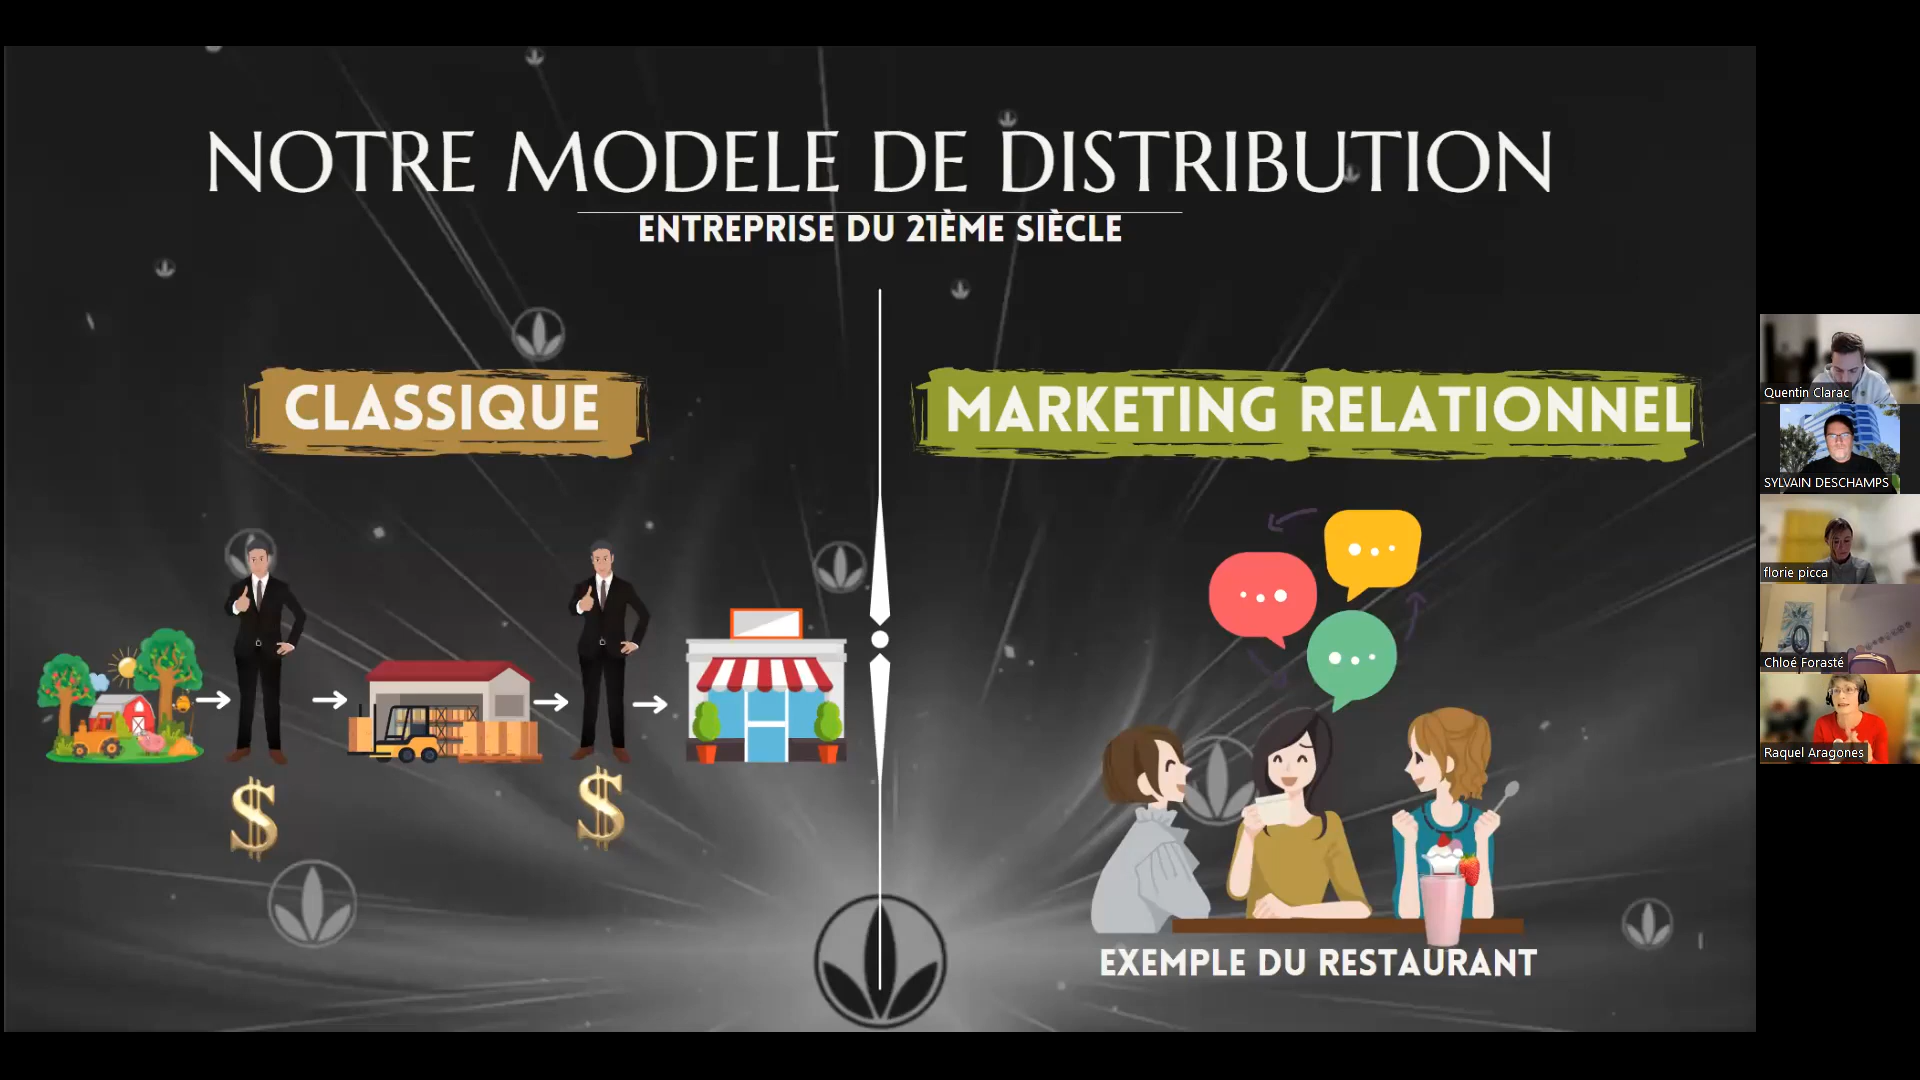 NOTRE MODELE DE DISTRIBUTION
ENTREPRISE DU 21ÈME SIÈCLE
CLASSIQUE
MARKETING RELATIONNEL
$
$
EXEMPLE DU RESTAURANT
Quentin Clarac
SYLVAIN DESCHAMPS
florie picca
Chloé Forasté
Raquel Aragones